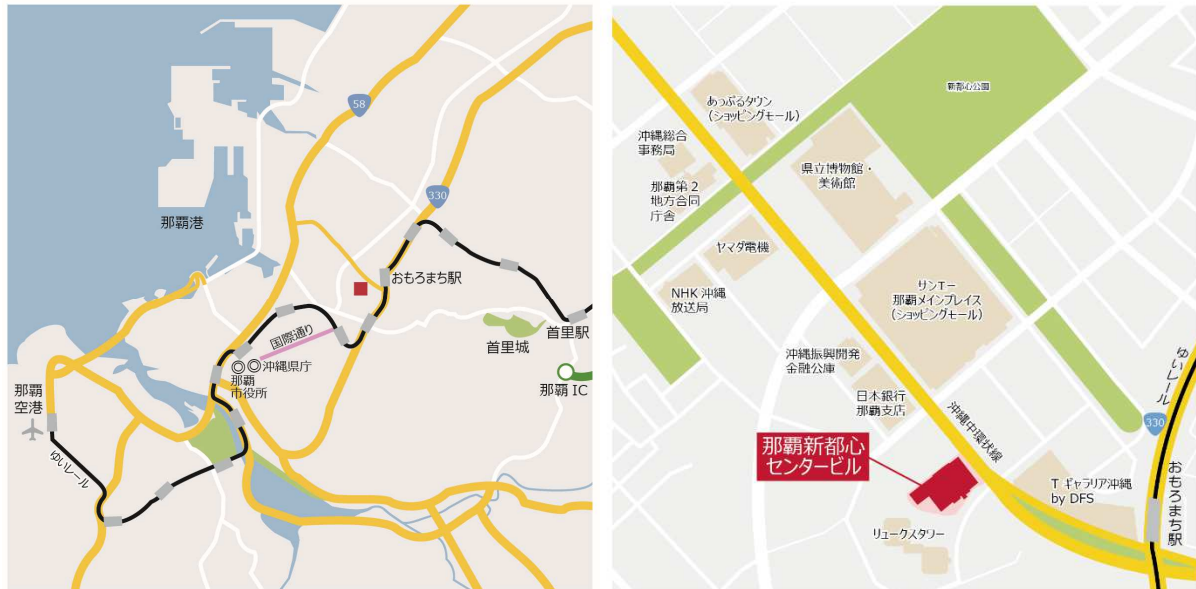 58
330
那覇港
おもろまち駅
国際通り
首里城
首里駅
沖縄県庁
那覇
市役所
那覇IC
那覇
空港
ゆいレール
新都心公園
あっぷるタウン
（ショッピングモール）
沖縄総合
事務局
県立博物館・
美術館
那覇第2
地方合同
庁舎
ヤマダ電機
NHK 沖縄
放送局
サンエー
那覇メインプレイス
（ショッピングモール）
沖縄振興開発
金融公庫
日本銀行
那覇支店
ゆいレール
330
沖縄中環状線
那覇新都心
センタービル
T ギャラリア沖縄
by DFS
おもろまち駅
リュークスタワー